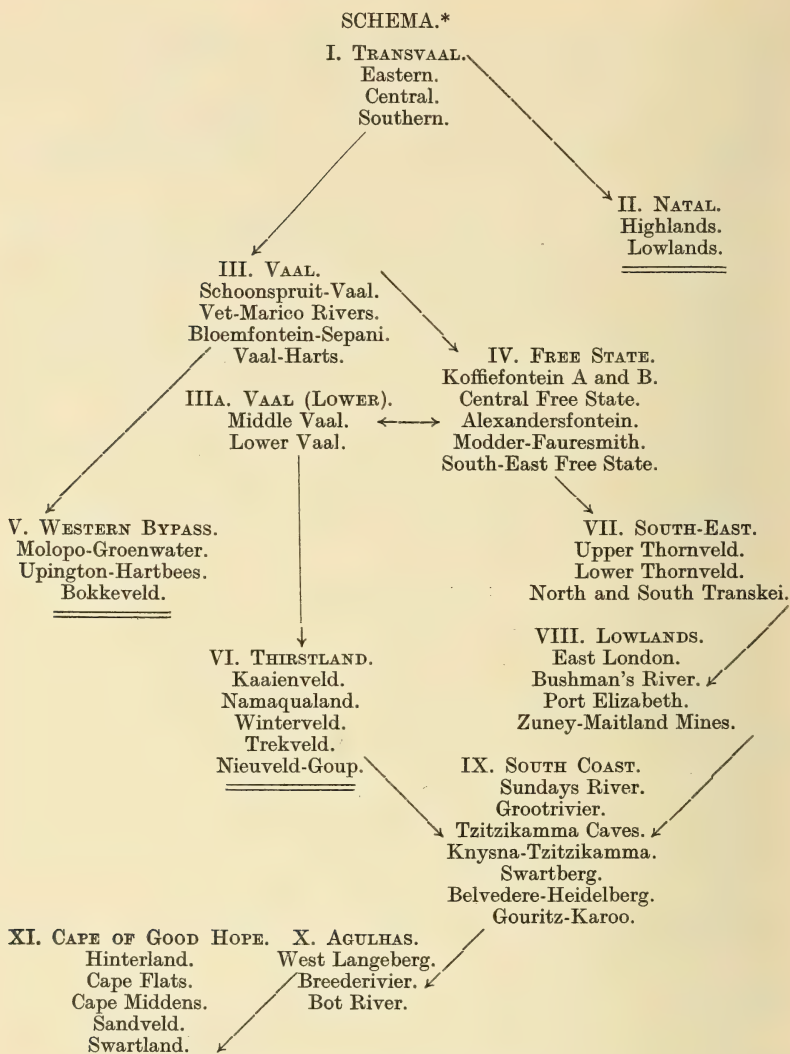 SCHEMA.*
I. TRANSVAAL.
Eastern.
Central.
Southern.
II. NATAL.
Highlands.
Lowlands.
III. VAAL.
Schoonspruit-Vaal.
Vet-Marico Rivers.
Bloemfontein-Sepani.
Vaal-Harts.
IV. FREE STATE.
Koffiefontein A and B.
Central Free State.
Alexandersfontein.
Modder-Fauresmith.
South-East Free State.
IIIA. VAAL (LOWER).
Middle Vaal.
Lower Vaal.
V. WESTERN BYPASS.
Molopo-Groenwater.
Upington-Hartbees.
Bokkeveld.
VII. SOUTH-EAST.
Upper Thornveld.
Lower Thornveld.
North and South Transkei.
VI. THIRSTLAND.
Kaaienveld.
Namaqualand.
Winterveld.
Trekveld.
Nieuveld-Goup.
VIII. LOWLANDS.
East London.
Bushman's River.
Port Elizabeth.
Zuney-Maitland Mines.
IX. SOUTH COAST.
Sundays River.
Grootrivier.
Tzitzikamma Caves.
Knysna-Tzitzikamma.
Swartberg.
Belvedere-Heidelberg.
Gouritz-Karoo.
XI. CAPE OF GOOD HOPE.
Hinterland.
Cape Flats.
Cape Middens.
Sandveld.
Swartland.
X. AGULHAS.
West Langeberg.
Breederivier.
Bot River.